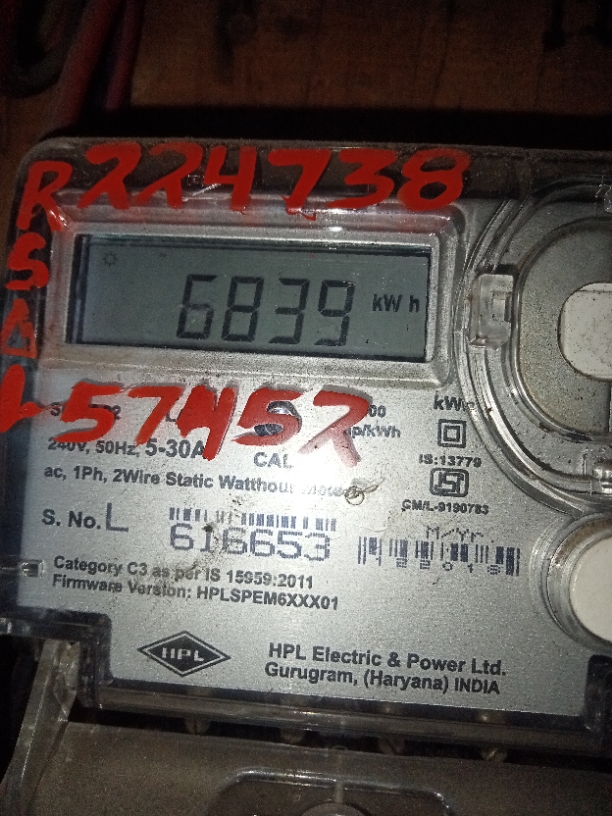 R 224738
S
6839 kWh
L 57452
kWh
240V, 50Hz, 5-30A
CAL
IS:13779
ac, 1Ph, 2Wire Static Watthour
CM/L-9190783
S. No. L 616653
M/Yr.
Category C3 as per IS 15959:2011
Firmware Version: HPLSPEM6XXX01
HPL
HPL Electric & Power Ltd.
Gurugram, (Haryana) INDIA